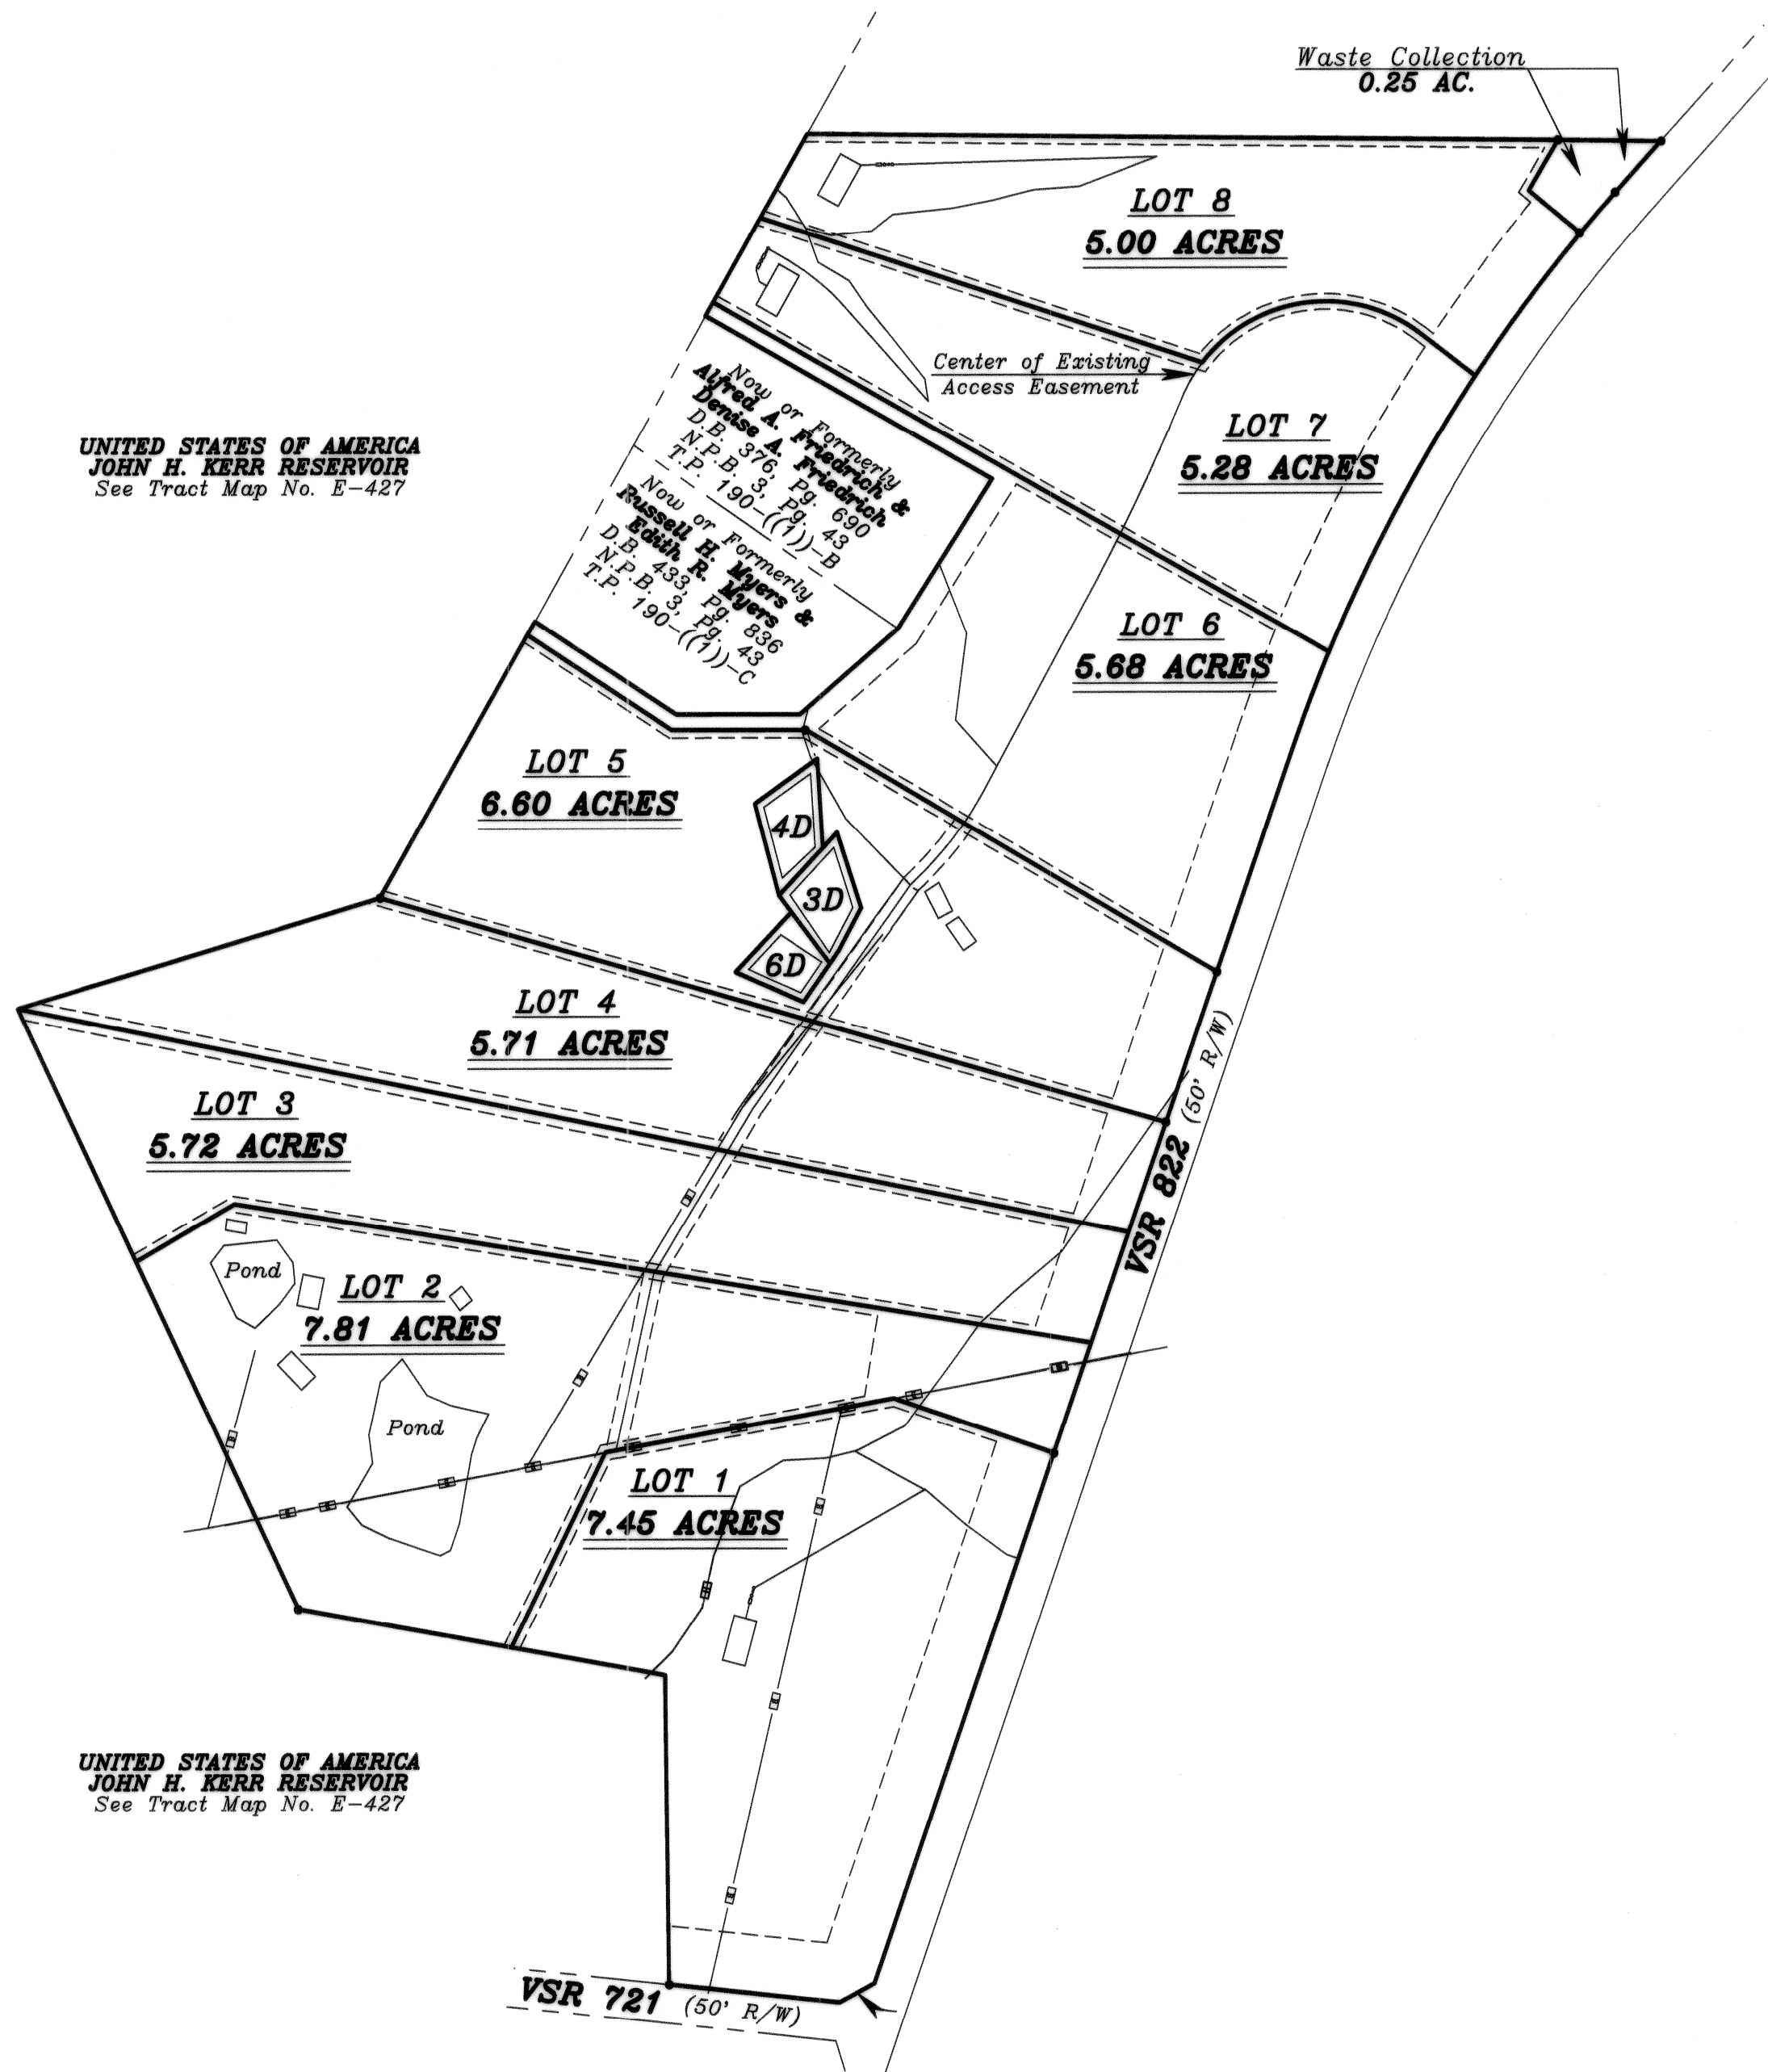 Waste Collection
0.25 AC.
LOT 8
5.00 ACRES
Center of Existing
Access Easement
LOT 7
5.28 ACRES
UNITED STATES OF AMERICA
JOHN H. KERR RESERVOIR
See Tract Map No. E-427
Now or Formerly
Alfred A. Friedrich &
Denise A. Friedrich
D.B. 376, Pg. 690
N.P.B. 3, Pg. 43
T.P. 190-((1))-B
Now or Formerly
Russell H. Myers &
Edith R. Myers
D.B. 433, Pg. 836
N.P.B. 3, Pg. 43
T.P. 190-((1))-C
LOT 6
5.68 ACRES
LOT 5
6.60 ACRES
4D
3D
6D
LOT 4
5.71 ACRES
LOT 3
5.72 ACRES
VSR 822 (50' R/W)
Pond
LOT 2
7.81 ACRES
Pond
LOT 1
7.45 ACRES
UNITED STATES OF AMERICA
JOHN H. KERR RESERVOIR
See Tract Map No. E-427
VSR 721 (50' R/W)